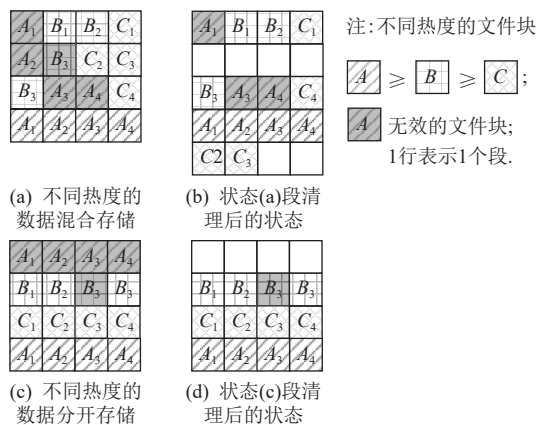 A₁ B₁ B₂ C₁
A₂ B₃ C₂ C₃
B₃ A₃ A₄ C₄
A₁ A₂ A₃ A₄
(a) 不同热度的
数据混合存储
A₁ B₁ B₂ C₁
B₃ A₃ A₄ C₄
A₁ A₂ A₃ A₄
C2 C₃
(b) 状态(a)段清
理后的状态
注:不同热度的文件块
A ≥ B ≥ C ;
A 无效的文件块;
1行表示1个段.
A₁ A₂ A₃ A₄
B₁ B₂ B₃ B₃
C₁ C₂ C₃ C₄
A₁ A₂ A₃ A₄
(c) 不同热度的
数据分开存储
B₁ B₂ B₃ B₃
C₁ C₂ C₃ C₄
A₁ A₂ A₃ A₄
(d) 状态(c)段清
理后的状态